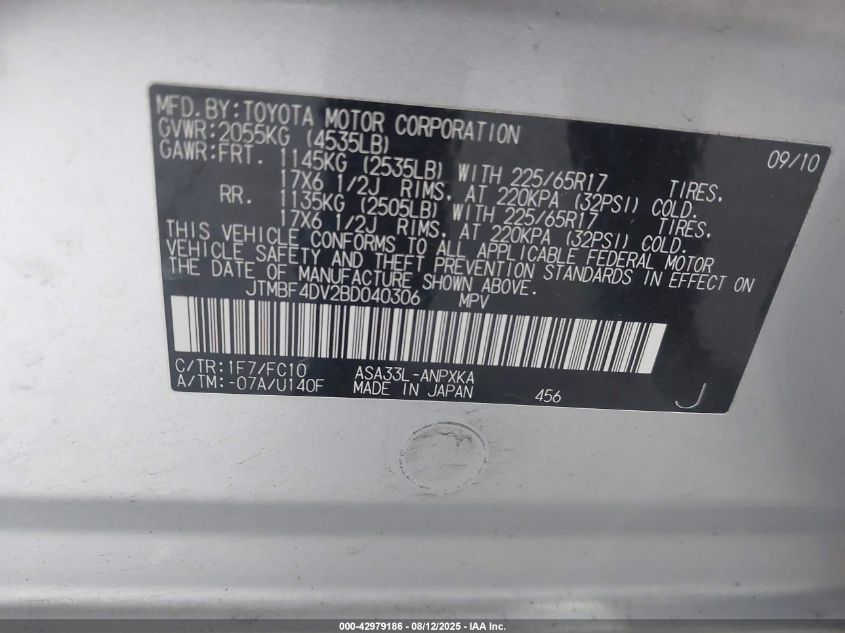 MFD.BY:TOYOTA MOTOR CORPORATION 09/10
GVWR:2055KG (4535LB)
GAWR:FRT. 1145KG (2535LB) WITH 225/65R17 TIRES,
17X6 1/2J RIMS, AT 220KPA (32PSI) COLD.
RR. 1135KG (2505LB) WITH 225/65R17 TIRES,
17X6 1/2J RIMS, AT 220KPA (32PSI) COLD.
THIS VEHICLE CONFORMS TO ALL APPLICABLE FEDERAL MOTOR
VEHICLE SAFETY AND THEFT PREVENTION STANDARDS IN EFFECT ON
THE DATE OF MANUFACTURE SHOWN ABOVE.
JTMBF4DV2BD040306 MPV
C/TR:1F7/FC10 ASA33L-ANPXKA
A/TM:-07A/U140F MADE IN JAPAN 456 J
000-42979186 - 08/12/2025 - IAA Inc.